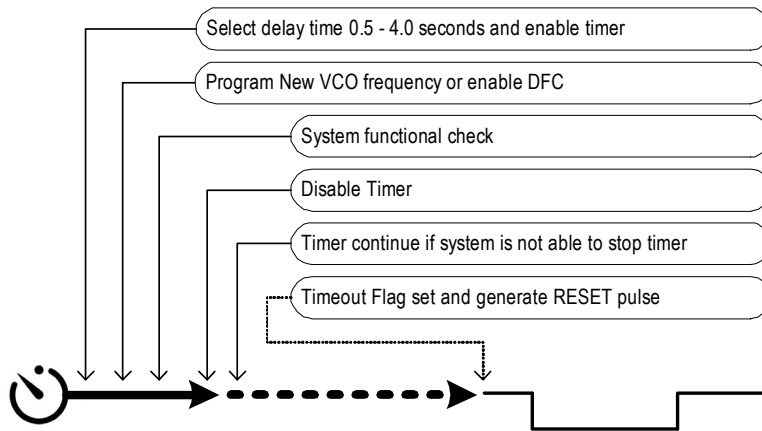 Select delay time 0.5 - 4.0 seconds and enable timer
Program New VCO frequency or enable DFC
System functional check
Disable Timer
Timer continue if system is not able to stop timer
Timeout Flag set and generate RESET pulse